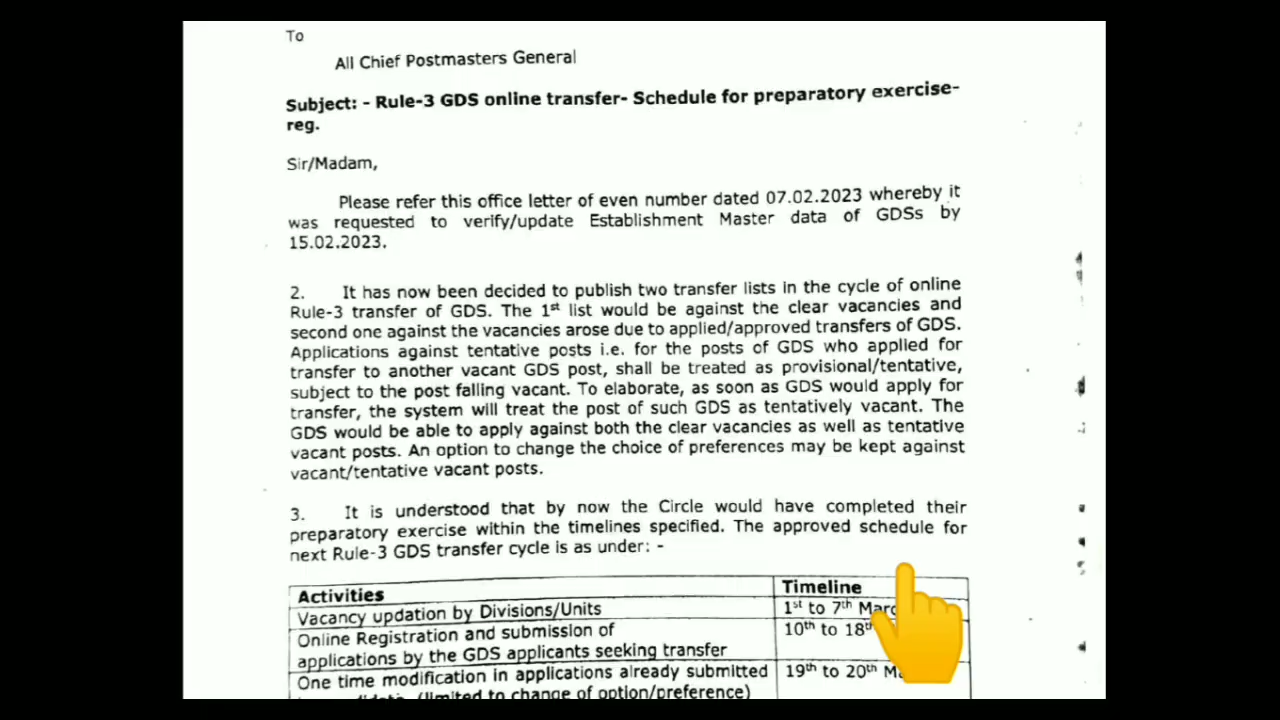 To
All Chief Postmasters General
Subject: - Rule-3 GDS online transfer- Schedule for preparatory exercise-
reg.
Sir/Madam,
Please refer this office letter of even number dated 07.02.2023 whereby it
was requested to verify/update Establishment Master data of GDSs by
15.02.2023.
2. It has now been decided to publish two transfer lists in the cycle of online
Rule-3 transfer of GDS. The 1st list would be against the clear vacancies and
second one against the vacancies arose due to applied/approved transfers of GDS.
Applications against tentative posts i.e. for the posts of GDS who applied for
transfer to another vacant GDS post, shall be treated as provisional/tentative,
subject to the post falling vacant. To elaborate, as soon as GDS would apply for
transfer, the system will treat the post of such GDS as tentatively vacant. The
GDS would be able to apply against both the clear vacancies as well as tentative
vacant posts. An option to change the choice of preferences may be kept against
vacant/tentative vacant posts.
3. It is understood that by now the Circle would have completed their
preparatory exercise within the timelines specified. The approved schedule for
next Rule-3 GDS transfer cycle is as under: -
Activities Timeline
Vacancy updation by Divisions/Units 1st to 7th
Online Registration and submission of 10th to 18th
applications by the GDS applicants seeking transfer
One time modification in applications already submitted 19th to 20th
(limited to change of option/preference)